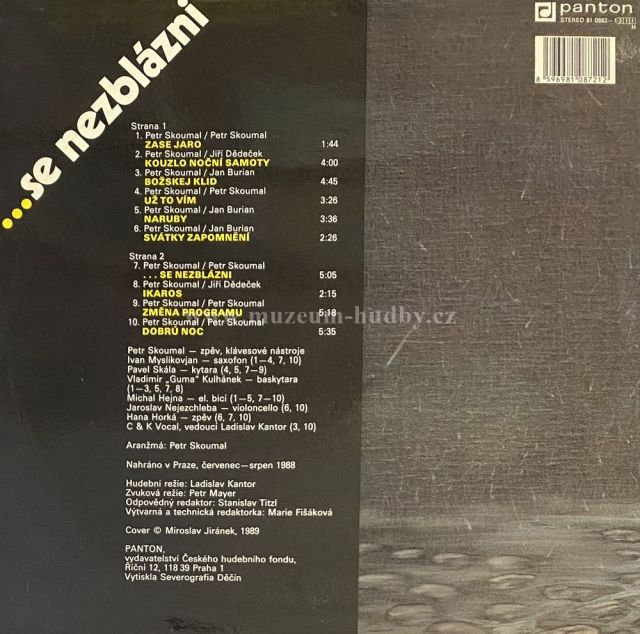 ...se nezblázni
panton
STEREO 81 0882-1
8 596981 087212
Strana 1
1. Petr Skoumal / Petr Skoumal
ZASE JARO 1:44
2. Petr Skoumal / Jiří Dědeček
KOUZLO NOČNÍ SAMOTY 4:00
3. Petr Skoumal / Jan Burian
BOŽSKEJ KLID 4:45
4. Petr Skoumal / Petr Skoumal
UŽ TO VÍM 3:26
5. Petr Skoumal / Jan Burian
NARUBY 3:36
6. Petr Skoumal / Jan Burian
SVÁTKY ZAPOMNĚNÍ 2:26
Strana 2
7. Petr Skoumal / Petr Skoumal
... SE NEZBLÁZNI 5:05
8. Petr Skoumal / Jiří Dědeček
IKAROS 2:15
9. Petr Skoumal / Petr Skoumal
ZMĚNA PROGRAMU 5:18
10. Petr Skoumal / Petr Skoumal
DOBRŮ NOC 5:35
www.muzeum-hudby.cz
Petr Skoumal — zpěv, klávesové nástroje
Ivan Myslikovjan — saxofon (1—4, 7, 10)
Pavel Skála — kytara (4, 5, 7—9)
Vladimír „Guma" Kulhánek — baskytara
(1—3, 5, 7, 8)
Michal Hejna — el. bicí (1—5, 7—10)
Jaroslav Nejezchleba — violoncello (6, 10)
Hana Horká — zpěv (6, 7, 10)
C & K Vocal, vedoucí Ladislav Kantor (3, 10)
Aranžmá: Petr Skoumal
Nahráno v Praze, červenec—srpen 1988
Hudební režie: Ladislav Kantor
Zvuková režie: Petr Mayer
Odpovědný redaktor: Stanislav Titzl
Výtvarná a technická redaktorka: Marie Fišáková
Cover © Miroslav Jiránek, 1989
PANTON,
vydavatelství Českého hudebního fondu,
Říční 12, 118 39 Praha 1
Vytiskla Severografia Děčín